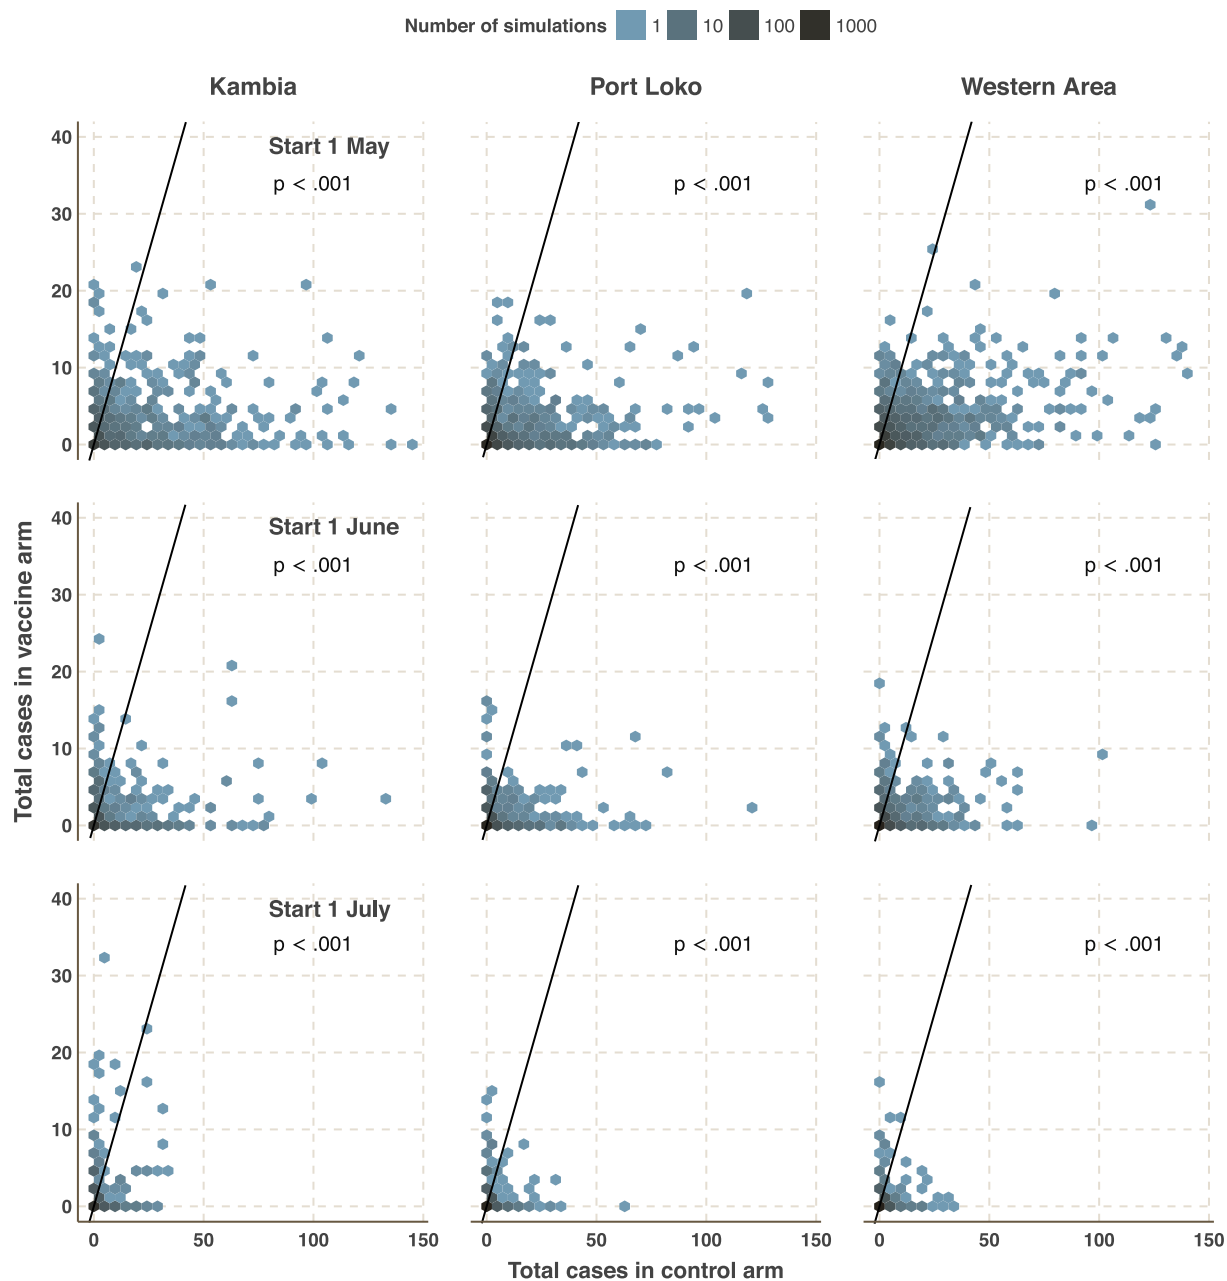 Number of simulations 1 10 100 1000
Kambia Port Loko Western Area
40
Start 1 May
p < .001 p < .001 p < .001
30
20
10
0
Total cases in vaccine arm
40
Start 1 June
p < .001 p < .001 p < .001
30
20
10
0
40
Start 1 July
p < .001 p < .001 p < .001
30
20
10
0
0 50 100 150 0 50 100 150 0 50 100 150
Total cases in control arm